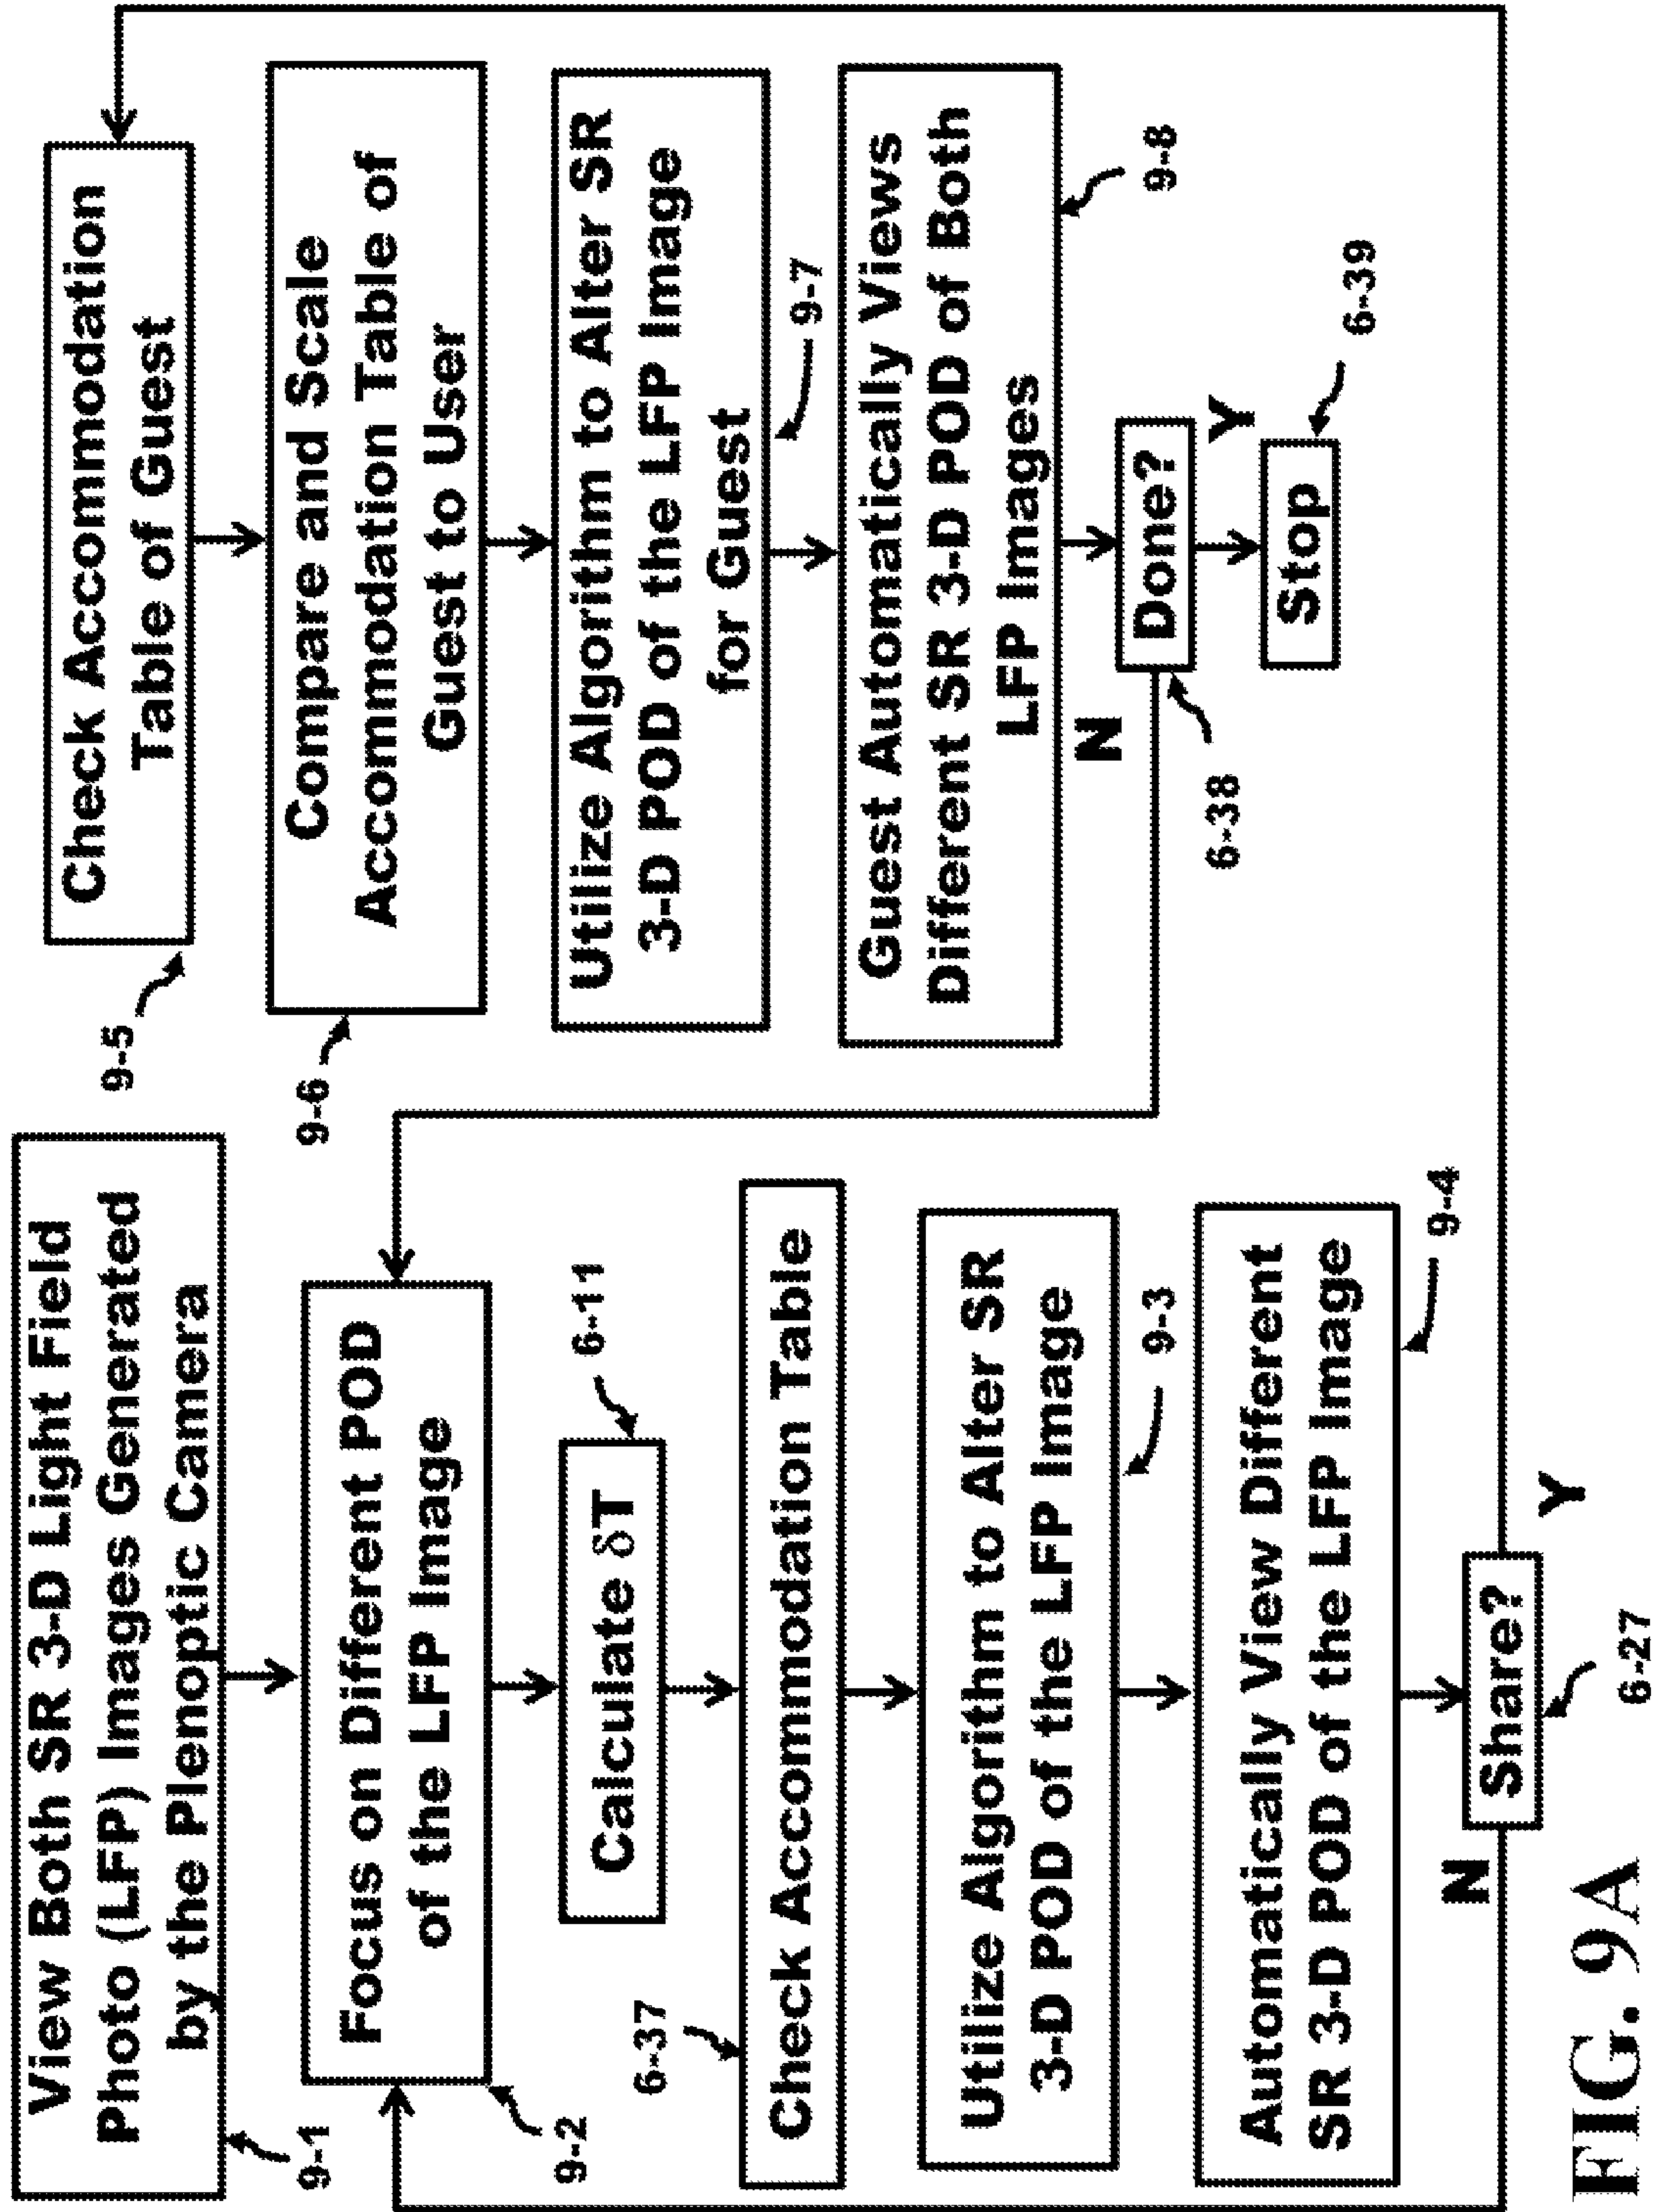 View Both SR 3-D Light Field
Photo (LFP) Images Generated
by the Plenoptic Camera
9-1
Focus on Different POD
of the LFP Image
9-2
Calculate δT
6-11
6-37
Check Accommodation Table
Utilize Algorithm to Alter SR
3-D POD of the LFP Image
9-3
Automatically View Different
SR 3-D POD of the LFP Image
9-4
N
Share?
Y
6-27
Check Accommodation
Table of Guest
9-5
Compare and Scale
Accommodation Table of
Guest to User
9-6
Utilize Algorithm to Alter SR
3-D POD of the LFP Image
for Guest
9-7
Guest Automatically Views
Different SR 3-D POD of Both
LFP Images
9-8
N
Done?
Y
6-38
Stop
6-39
FIG. 9A